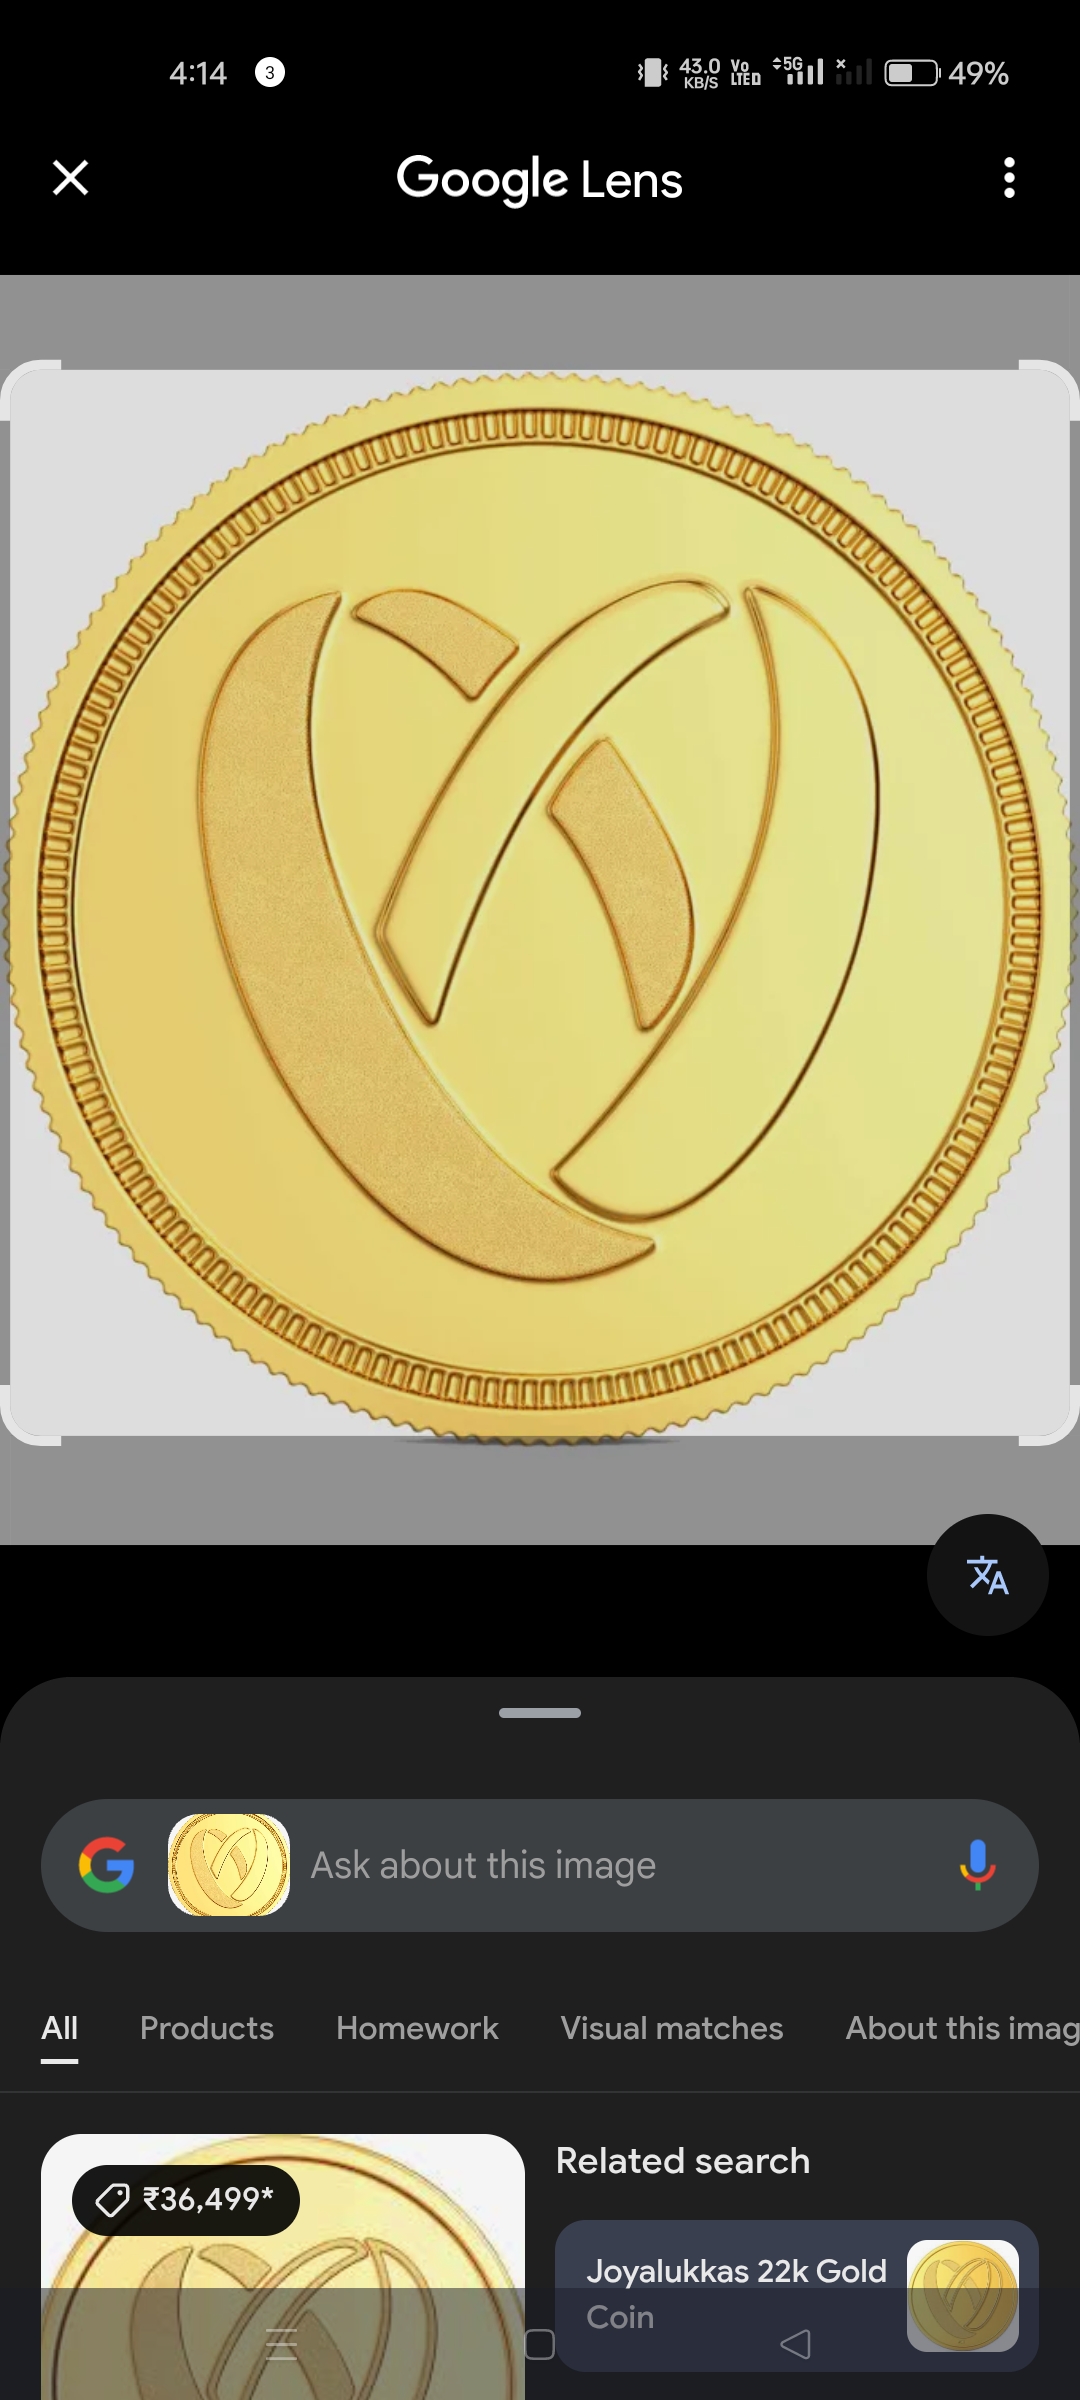 4:14 3 43.0 KB/S Vo LTE 5G 49%
Google Lens
Ask about this image
All Products Homework Visual matches About this imag
₹36,499*
Related search
Joyalukkas 22k Gold
Coin